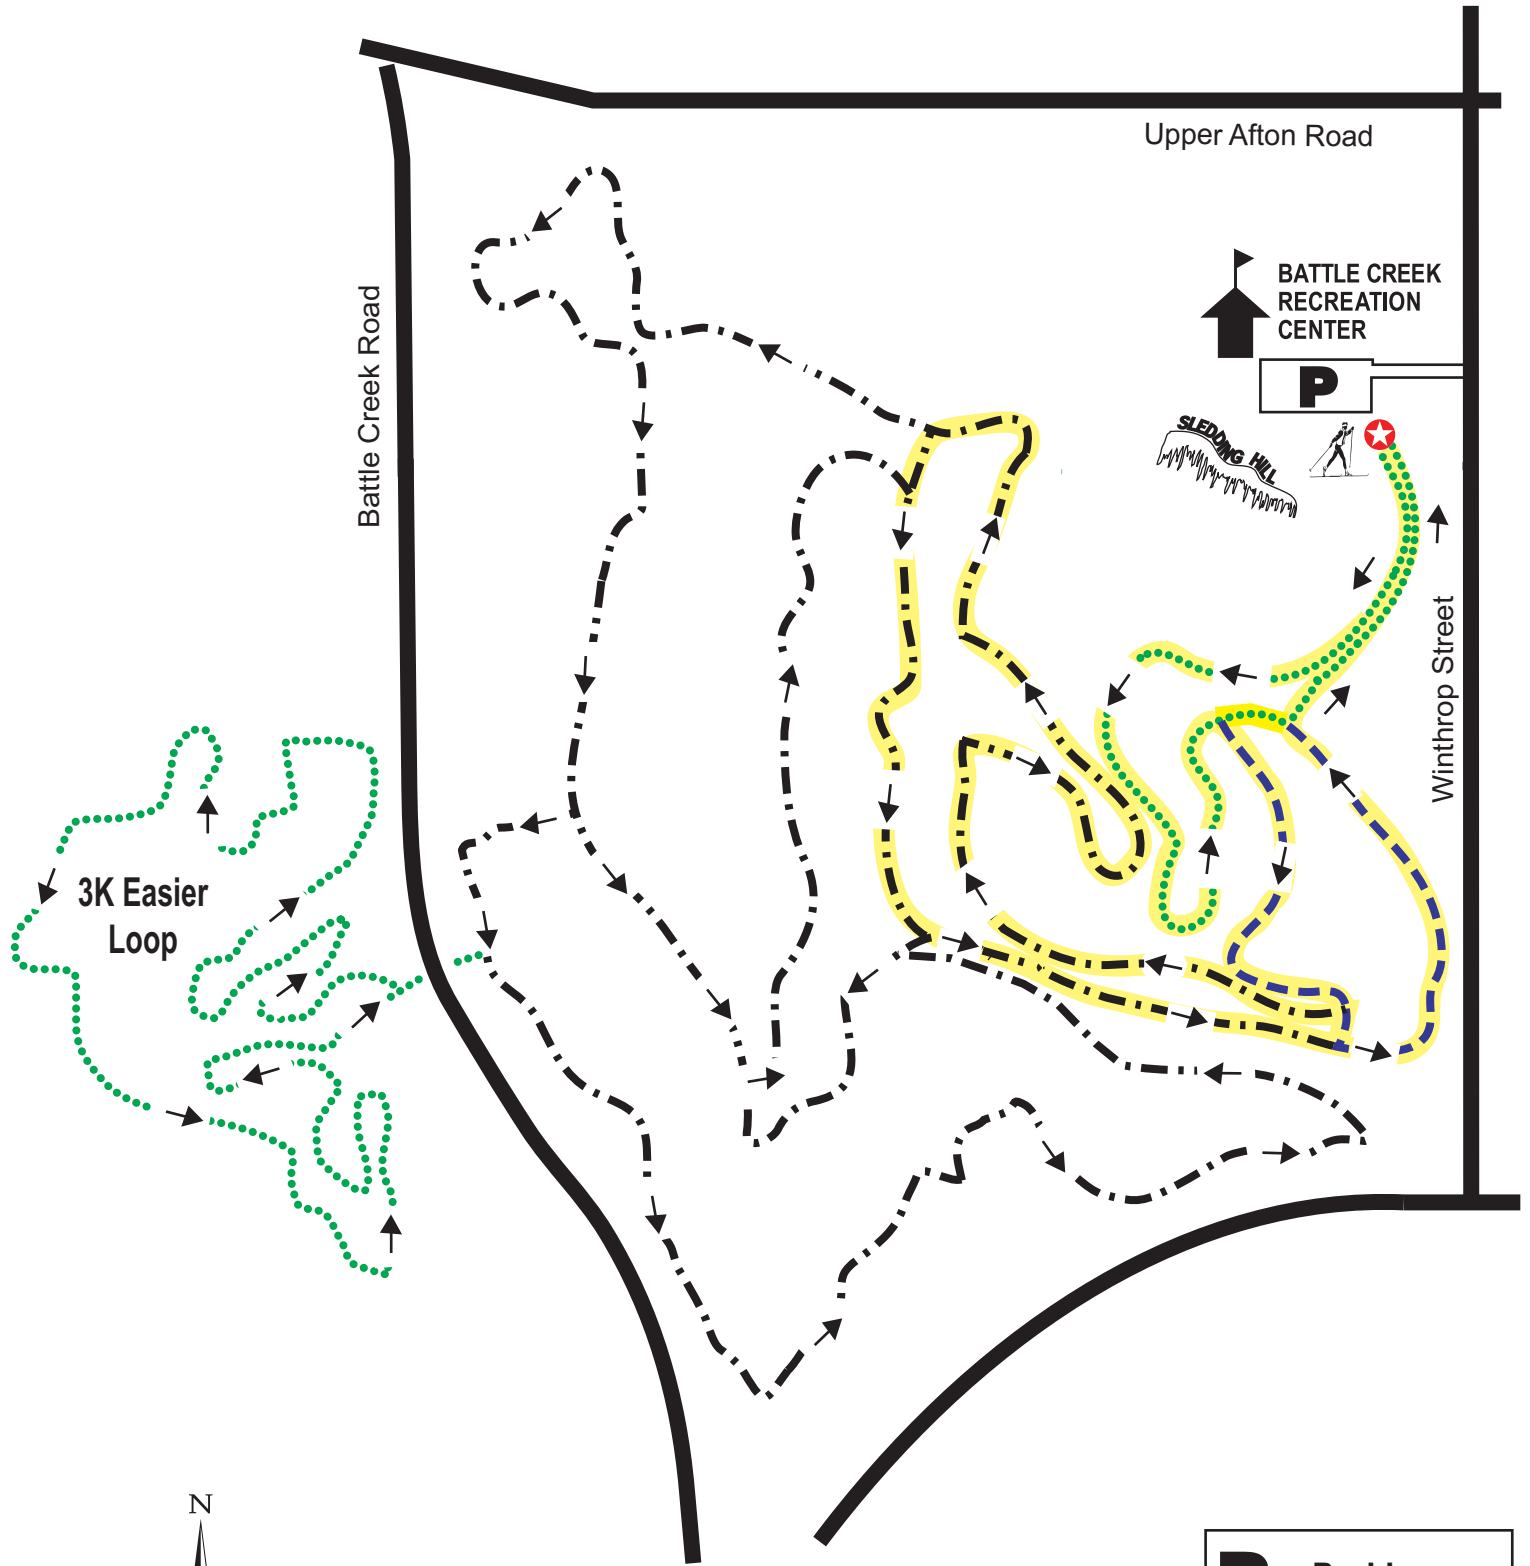 Upper Afton Road
BATTLE CREEK
RECREATION
CENTER
P
SLEDDING HILL
Battle Creek Road
Winthrop Street
3K Easier
Loop
N